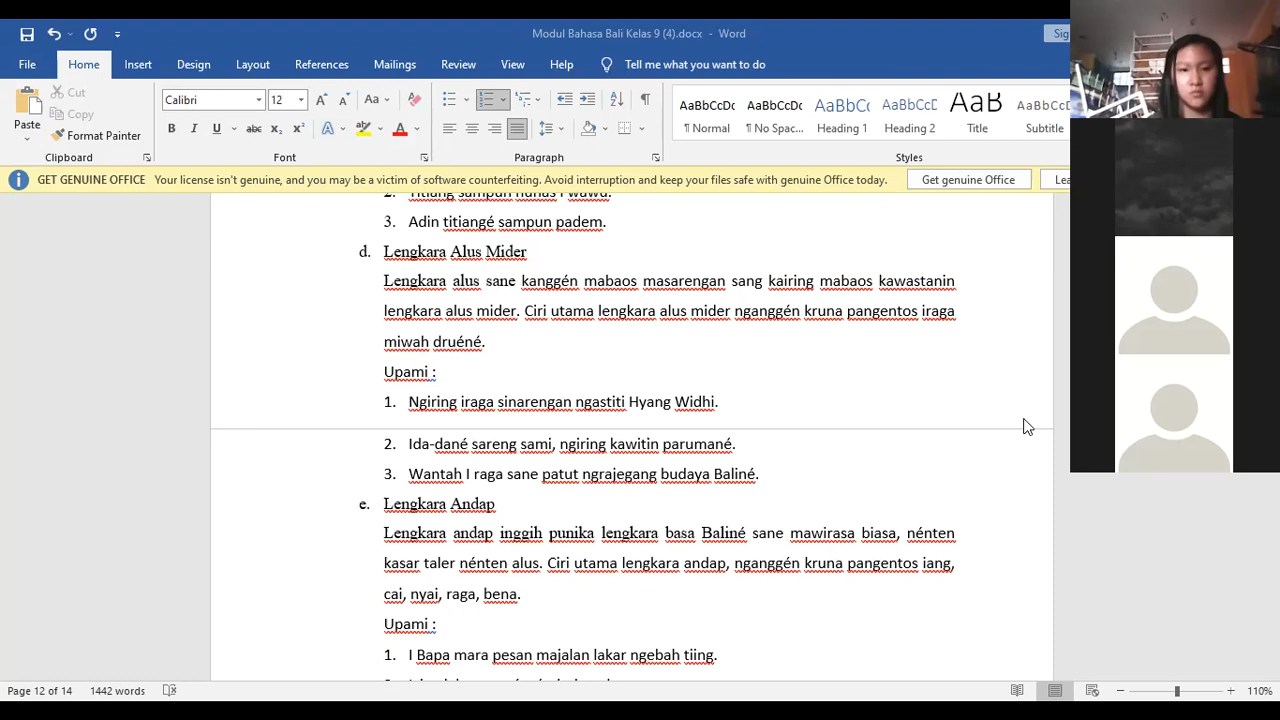 Modul Bahasa Bali Kelas 9 (4).docx - Word
Sig
File Home Insert Design Layout References Mailings Review View Help Tell me what you want to do
Paste
Cut
Copy
Format Painter
Clipboard
Calibri 12
Font
Paragraph
AaBbCcDc AaBbCcDc AaBbCc AaBbCcD AaB AaBbCcD
¶ Normal ¶ No Spac... Heading 1 Heading 2 Title Subtitle
Styles
GET GENUINE OFFICE Your license isn't genuine, and you may be victim of software counterfeiting. Avoid interruption and keep your files safe with genuine Office today. Get genuine Office Lea
3. Adin titiangé sampun padem.
d. Lengkara Alus Mider
Lengkara alus sane kanggén mabaos masarengan sang kairing mabaos kawastanin
lengkara alus mider. Ciri utama lengkara alus mider nganggén kruna pangentos iraga
miwah druéné.
Upami :
1. Ngiring iraga sinarengan ngastiti Hyang Widhi.
2. Ida-dané sareng sami, ngiring kawitin parumané.
3. Wantah I raga sane patut ngrajegang budaya Baliné.
e. Lengkara Andap
Lengkara andap inggih punika lengkara basa Baliné sane mawirasa biasa, nénten
kasar taler nénten alus. Ciri utama lengkara andap, nganggén kruna pangentos iang,
cai, nyai, raga, bena.
Upami :
1. I Bapa mara pesan majalan lakar ngebah tiing.
Page 12 of 14 1442 words 110%